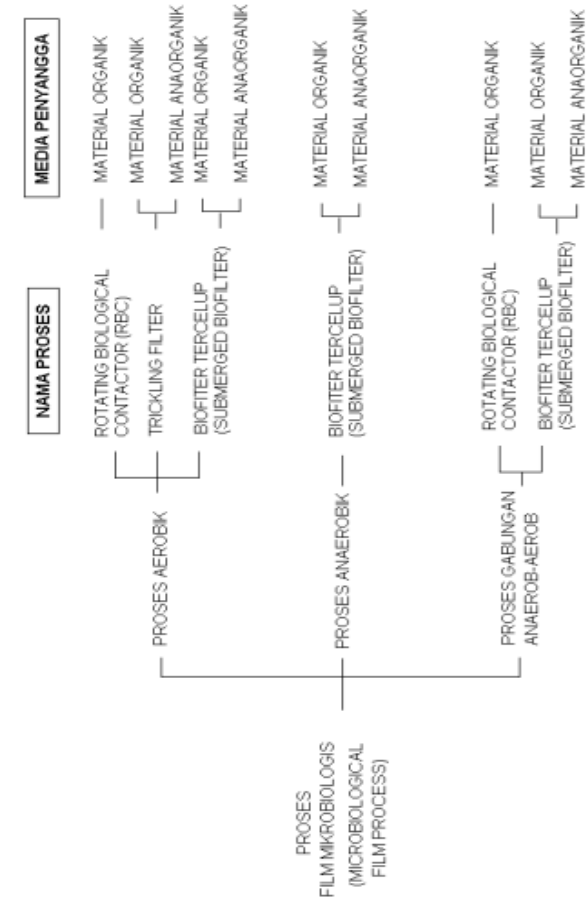 NAMA PROSES
MEDIA PENYANGGA
PROSES
FILM MIKROBIOLOGIS
(MICROBIOLOGICAL
FILM PROCESS)
PROSES AEROBIK
ROTATING BIOLOGICAL
CONTACTOR (RBC)
MATERIAL ORGANIK
TRICKLING FILTER
MATERIAL ORGANIK
MATERIAL ANAORGANIK
BIOFITER TERCELUP
(SUBMERGED BIOFILTER)
MATERIAL ORGANIK
MATERIAL ANAORGANIK
PROSES ANAEROBIK
BIOFITER TERCELUP
(SUBMERGED BIOFILTER)
MATERIAL ORGANIK
MATERIAL ANAORGANIK
PROSES GABUNGAN
ANAEROB-AEROB
ROTATING BIOLOGICAL
CONTACTOR (RBC)
MATERIAL ORGANIK
BIOFITER TERCELUP
(SUBMERGED BIOFILTER)
MATERIAL ORGANIK
MATERIAL ANAORGANIK